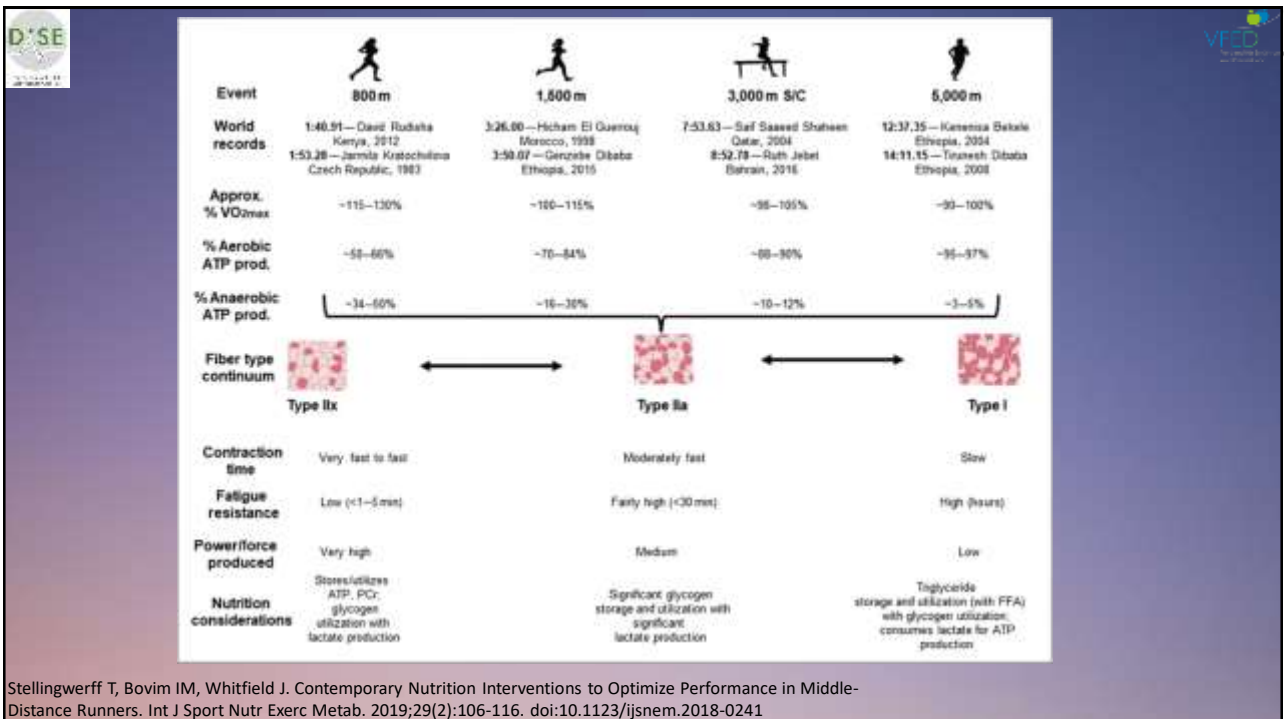 D SE
VFED
Event
800 m
1,500 m
3,000 m S/C
5,000 m
World records
1:40.91—David Rudisha
Kenya, 2012
1:53.28—Jarmila Kratochvilova
Czech Republic, 1983
3:26.00—Hicham El Guerrouj
Morocco, 1998
3:50.07—Genzebe Dibaba
Ethiopia, 2015
7:53.63—Saif Saaeed Shaheen
Qatar, 2004
8:52.78—Ruth Jebet
Bahrain, 2016
12:37.35—Kenenisa Bekele
Ethiopia, 2004
14:11.15—Tirunesh Dibaba
Ethiopia, 2008
Approx.
% VO2max
~115–130%
~100–115%
~98–105%
~90–100%
% Aerobic
ATP prod.
~50–66%
~70–84%
~88–90%
~95–97%
% Anaerobic
ATP prod.
~34–50%
~16–30%
~10–12%
~3–5%
Fiber type
continuum
Type IIx
Type IIa
Type I
Contraction
time
Very fast to fast
Moderately fast
Slow
Fatigue
resistance
Low (<1–5 min)
Fairly high (<30 min)
High (hours)
Power/force
produced
Very high
Medium
Low
Nutrition
considerations
Stores/utilizes
ATP, PCr,
glycogen
utilization with
lactate production
Significant glycogen
storage and utilization with
significant
lactate production
Triglyceride
storage and utilization (with FFA)
with glycogen utilization;
consumes lactate for ATP
production
Stellingwerff T, Bovim IM, Whitfield J. Contemporary Nutrition Interventions to Optimize Performance in Middle-
Distance Runners. Int J Sport Nutr Exerc Metab. 2019;29(2):106-116. doi:10.1123/ijsnem.2018-0241